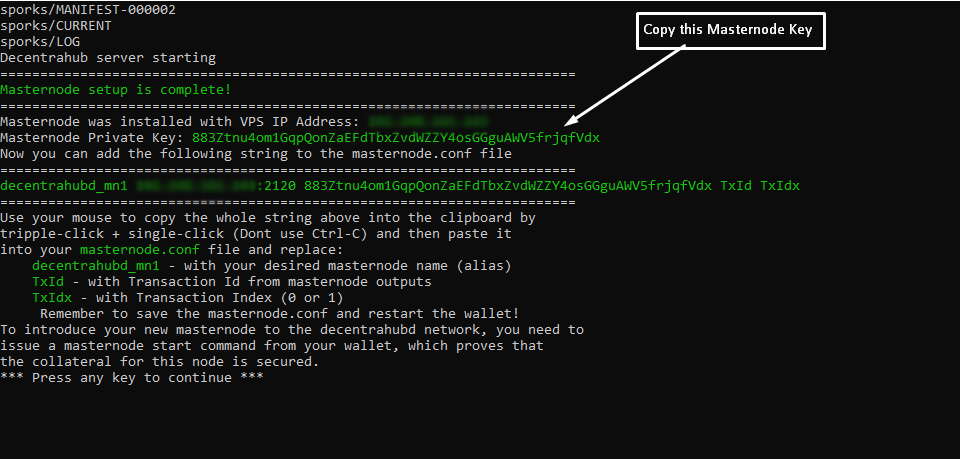 sporks/MANIFEST-000002
sporks/CURRENT
sporks/LOG
Decentrahub server starting
Copy this Masternode Key
========================================================================
Masternode setup is complete!
========================================================================
Masternode was installed with VPS IP Address:
Masternode Private Key: 883Ztnu4om1GqpQonZaEFdTbxZvdWZZY4osGGguAWV5frjqfVdx
Now you can add the following string to the masternode.conf file
========================================================================
decentrahubd_mn1 :2120 883Ztnu4om1GqpQonZaEFdTbxZvdWZZY4osGGguAWV5frjqfVdx TxId TxIdx
========================================================================
Use your mouse to copy the whole string above into the clipboard by
tripple-click + single-click (Dont use Ctrl-C) and then paste it
into your masternode.conf file and replace:
decentrahubd_mn1 - with your desired masternode name (alias)
TxId - with Transaction Id from masternode outputs
TxIdx - with Transaction Index (0 or 1)
Remember to save the masternode.conf and restart the wallet!
To introduce your new masternode to the decentrahubd network, you need to
issue a masternode start command from your wallet, which proves that
the collateral for this node is secured.
*** Press any key to continue ***